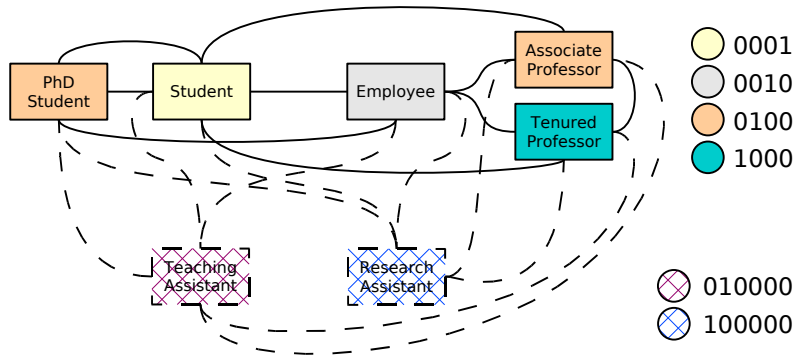 PhD
Student
Student
Employee
Associate
Professor
Tenured
Professor
Teaching
Assistant
Research
Assistant
0001
0010
0100
1000
010000
100000